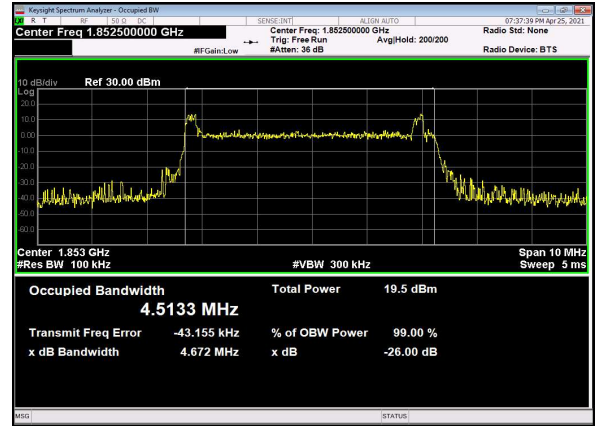 Keysight Spectrum Analyzer - Occupied BW
LXI R T RF 50 Ω DC SENSE:INT ALIGN AUTO 07:37:39 PM Apr 25, 2021
Center Freq 1.852500000 GHz Center Freq: 1.852500000 GHz Radio Std: None
Trig: Free Run Avg|Hold: 200/200
#IFGain:Low #Atten: 36 dB Radio Device: BTS
10 dB/div Ref 30.00 dBm
Log
20.0
10.0
0.00
-10.0
-20.0
-30.0
-40.0
-50.0
-60.0
Center 1.853 GHz Span 10 MHz
#Res BW 100 kHz #VBW 300 kHz Sweep 5 ms
Occupied Bandwidth Total Power 19.5 dBm
4.5133 MHz
Transmit Freq Error -43.155 kHz % of OBW Power 99.00 %
x dB Bandwidth 4.672 MHz x dB -26.00 dB
MSG STATUS